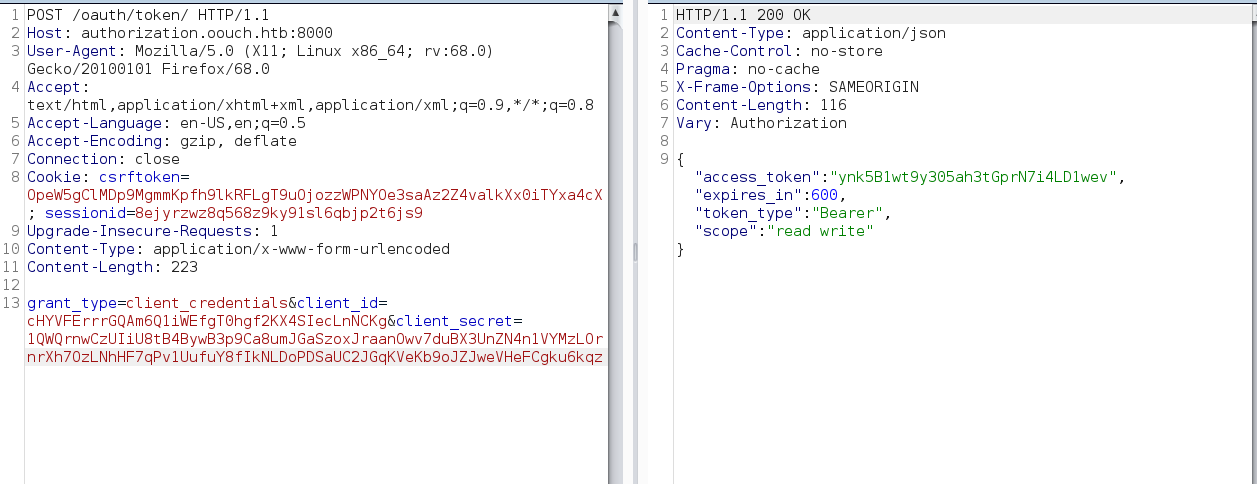 1 POST /oauth/token/ HTTP/1.1
2 Host: authorization.oouch.htb:8000
3 User-Agent: Mozilla/5.0 (X11; Linux x86_64; rv:68.0)
Gecko/20100101 Firefox/68.0
4 Accept:
text/html,application/xhtml+xml,application/xml;q=0.9,*/*;q=0.8
5 Accept-Language: en-US,en;q=0.5
6 Accept-Encoding: gzip, deflate
7 Connection: close
8 Cookie: csrftoken=
OpeW5gClMDp9MgmmKpfh9lkRFLgT9uOjozzWPNYOe3saAz2Z4valkXx0iTYxa4cX
; sessionid=8ejyrzwz8q568z9ky91sl6qbjp2t6js9
9 Upgrade-Insecure-Requests: 1
10 Content-Type: application/x-www-form-urlencoded
11 Content-Length: 223
12
13 grant_type=client_credentials&client_id=
cHYVFErrrGQAm6Q1iWEfgT0hgf2KX4SIecLnNCKg&client_secret=
1QWQrnwCzUIiU8tB4BywB3p9Ca8umJGaSzoxJraanOwv7duBX3UnZN4n1VYMzLOr
nrXh7OzLNhHF7qPv1UufuY8fIkNLDoPDSaUC2JGqKVeKb9oJZJweVHeFCgku6kqz
1 HTTP/1.1 200 OK
2 Content-Type: application/json
3 Cache-Control: no-store
4 Pragma: no-cache
5 X-Frame-Options: SAMEORIGIN
6 Content-Length: 116
7 Vary: Authorization
8
9 {
"access_token":"ynk5B1wt9y305ah3tGprN7i4LD1wev",
"expires_in":600,
"token_type":"Bearer",
"scope":"read write"
}